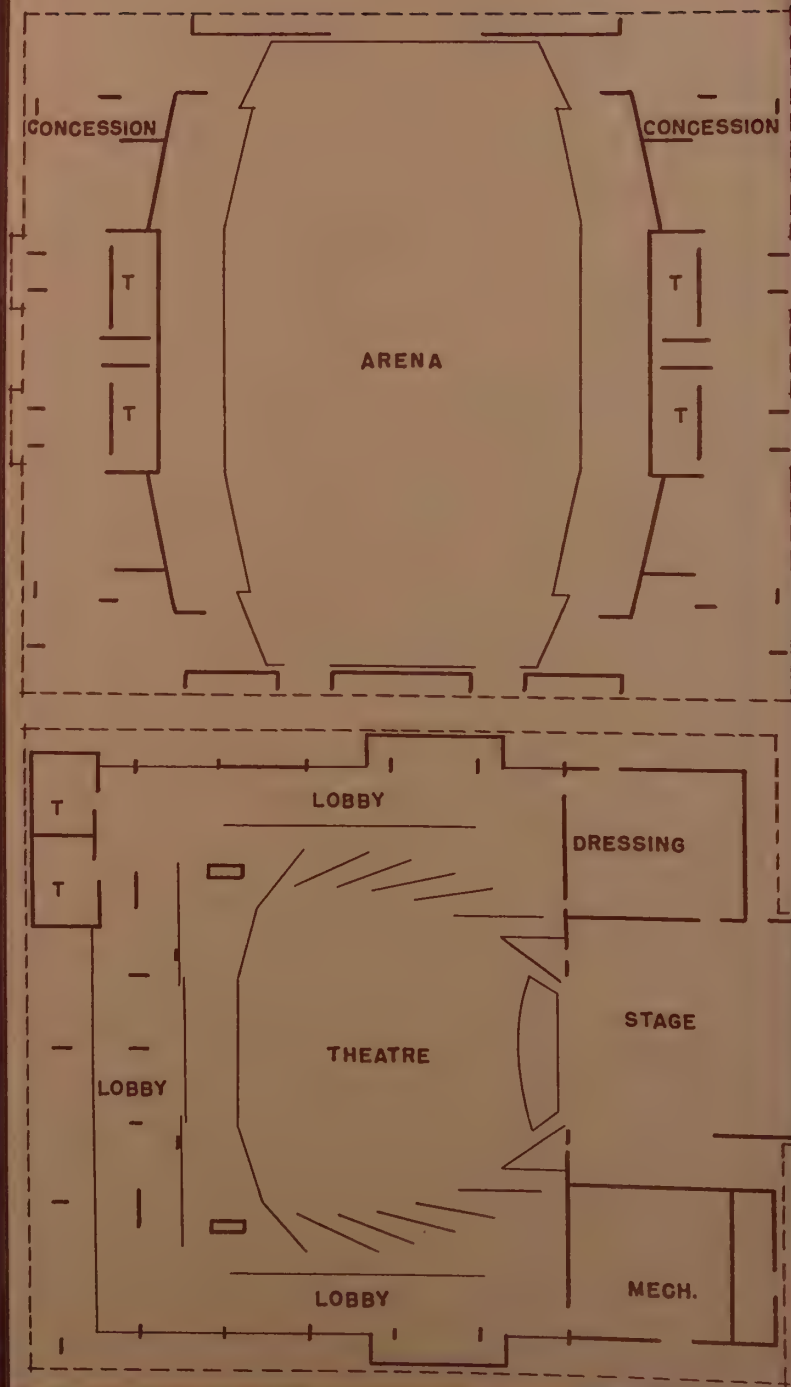 CONCESSION CONCESSION
T T
ARENA
T T
LOBBY
T
DRESSING
T
STAGE
THEATRE
LOBBY
MECH.
LOBBY